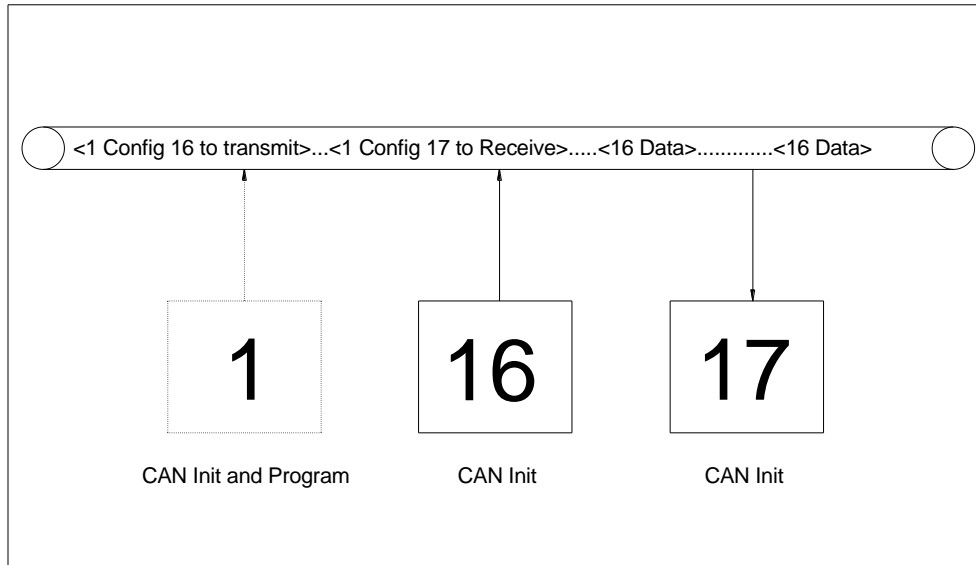 <1 Config 16 to transmit>...<1 Config 17 to Receive>.....<16 Data>.............<16 Data>
1 16 17
CAN Init and Program CAN Init CAN Init